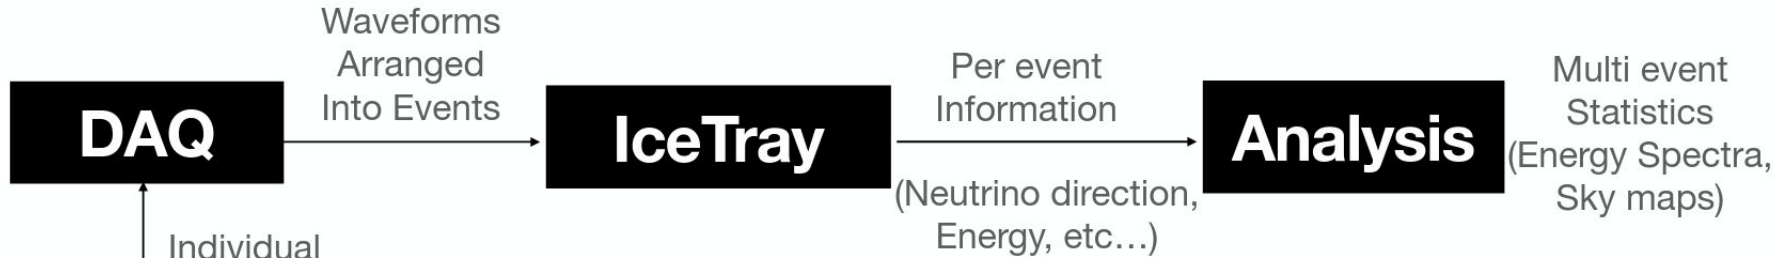 Waveforms
Arranged
Into Events
DAQ
IceTray
Per event
Information
(Neutrino direction,
Energy, etc...)
Analysis
Multi event
Statistics
(Energy Spectra,
Sky maps)
Individual